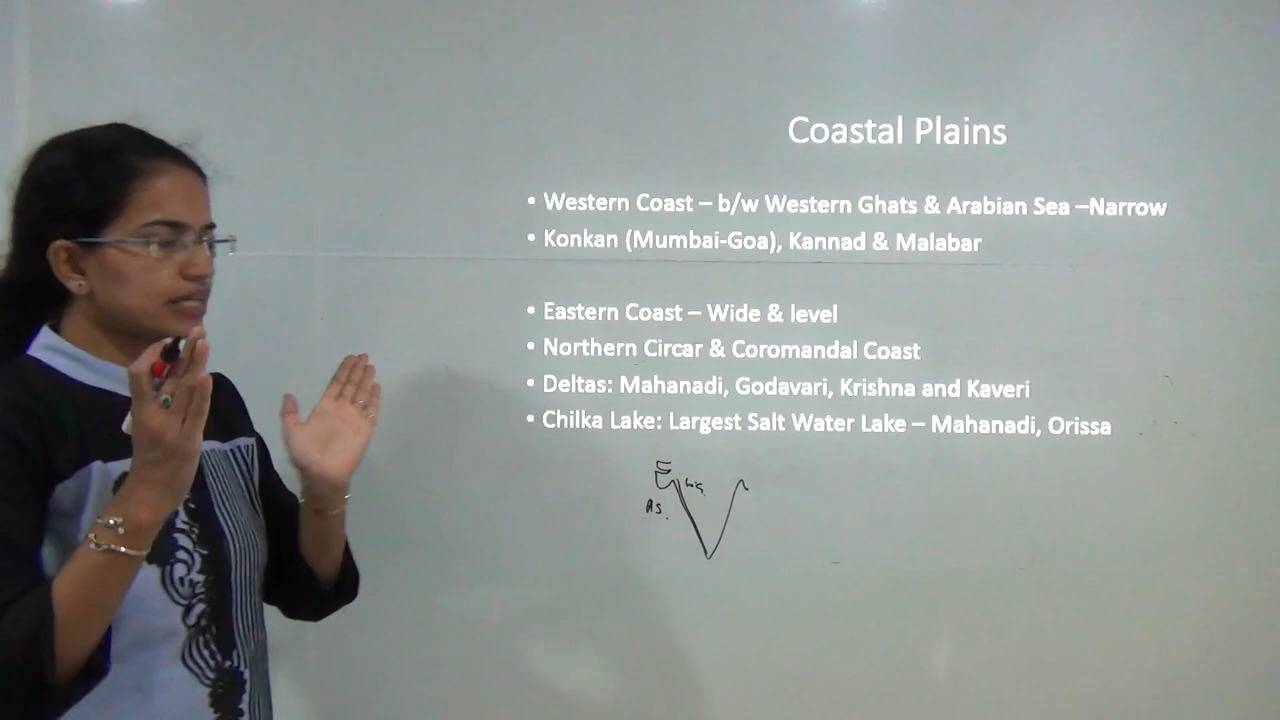 Coastal Plains
• Western Coast – b/w Western Ghats & Arabian Sea –Narrow
• Konkan (Mumbai-Goa), Kannad & Malabar
• Eastern Coast – Wide & level
• Northern Circar & Coromandal Coast
• Deltas: Mahanadi, Godavari, Krishna and Kaveri
• Chilka Lake: Largest Salt Water Lake – Mahanadi, Orissa
AS.